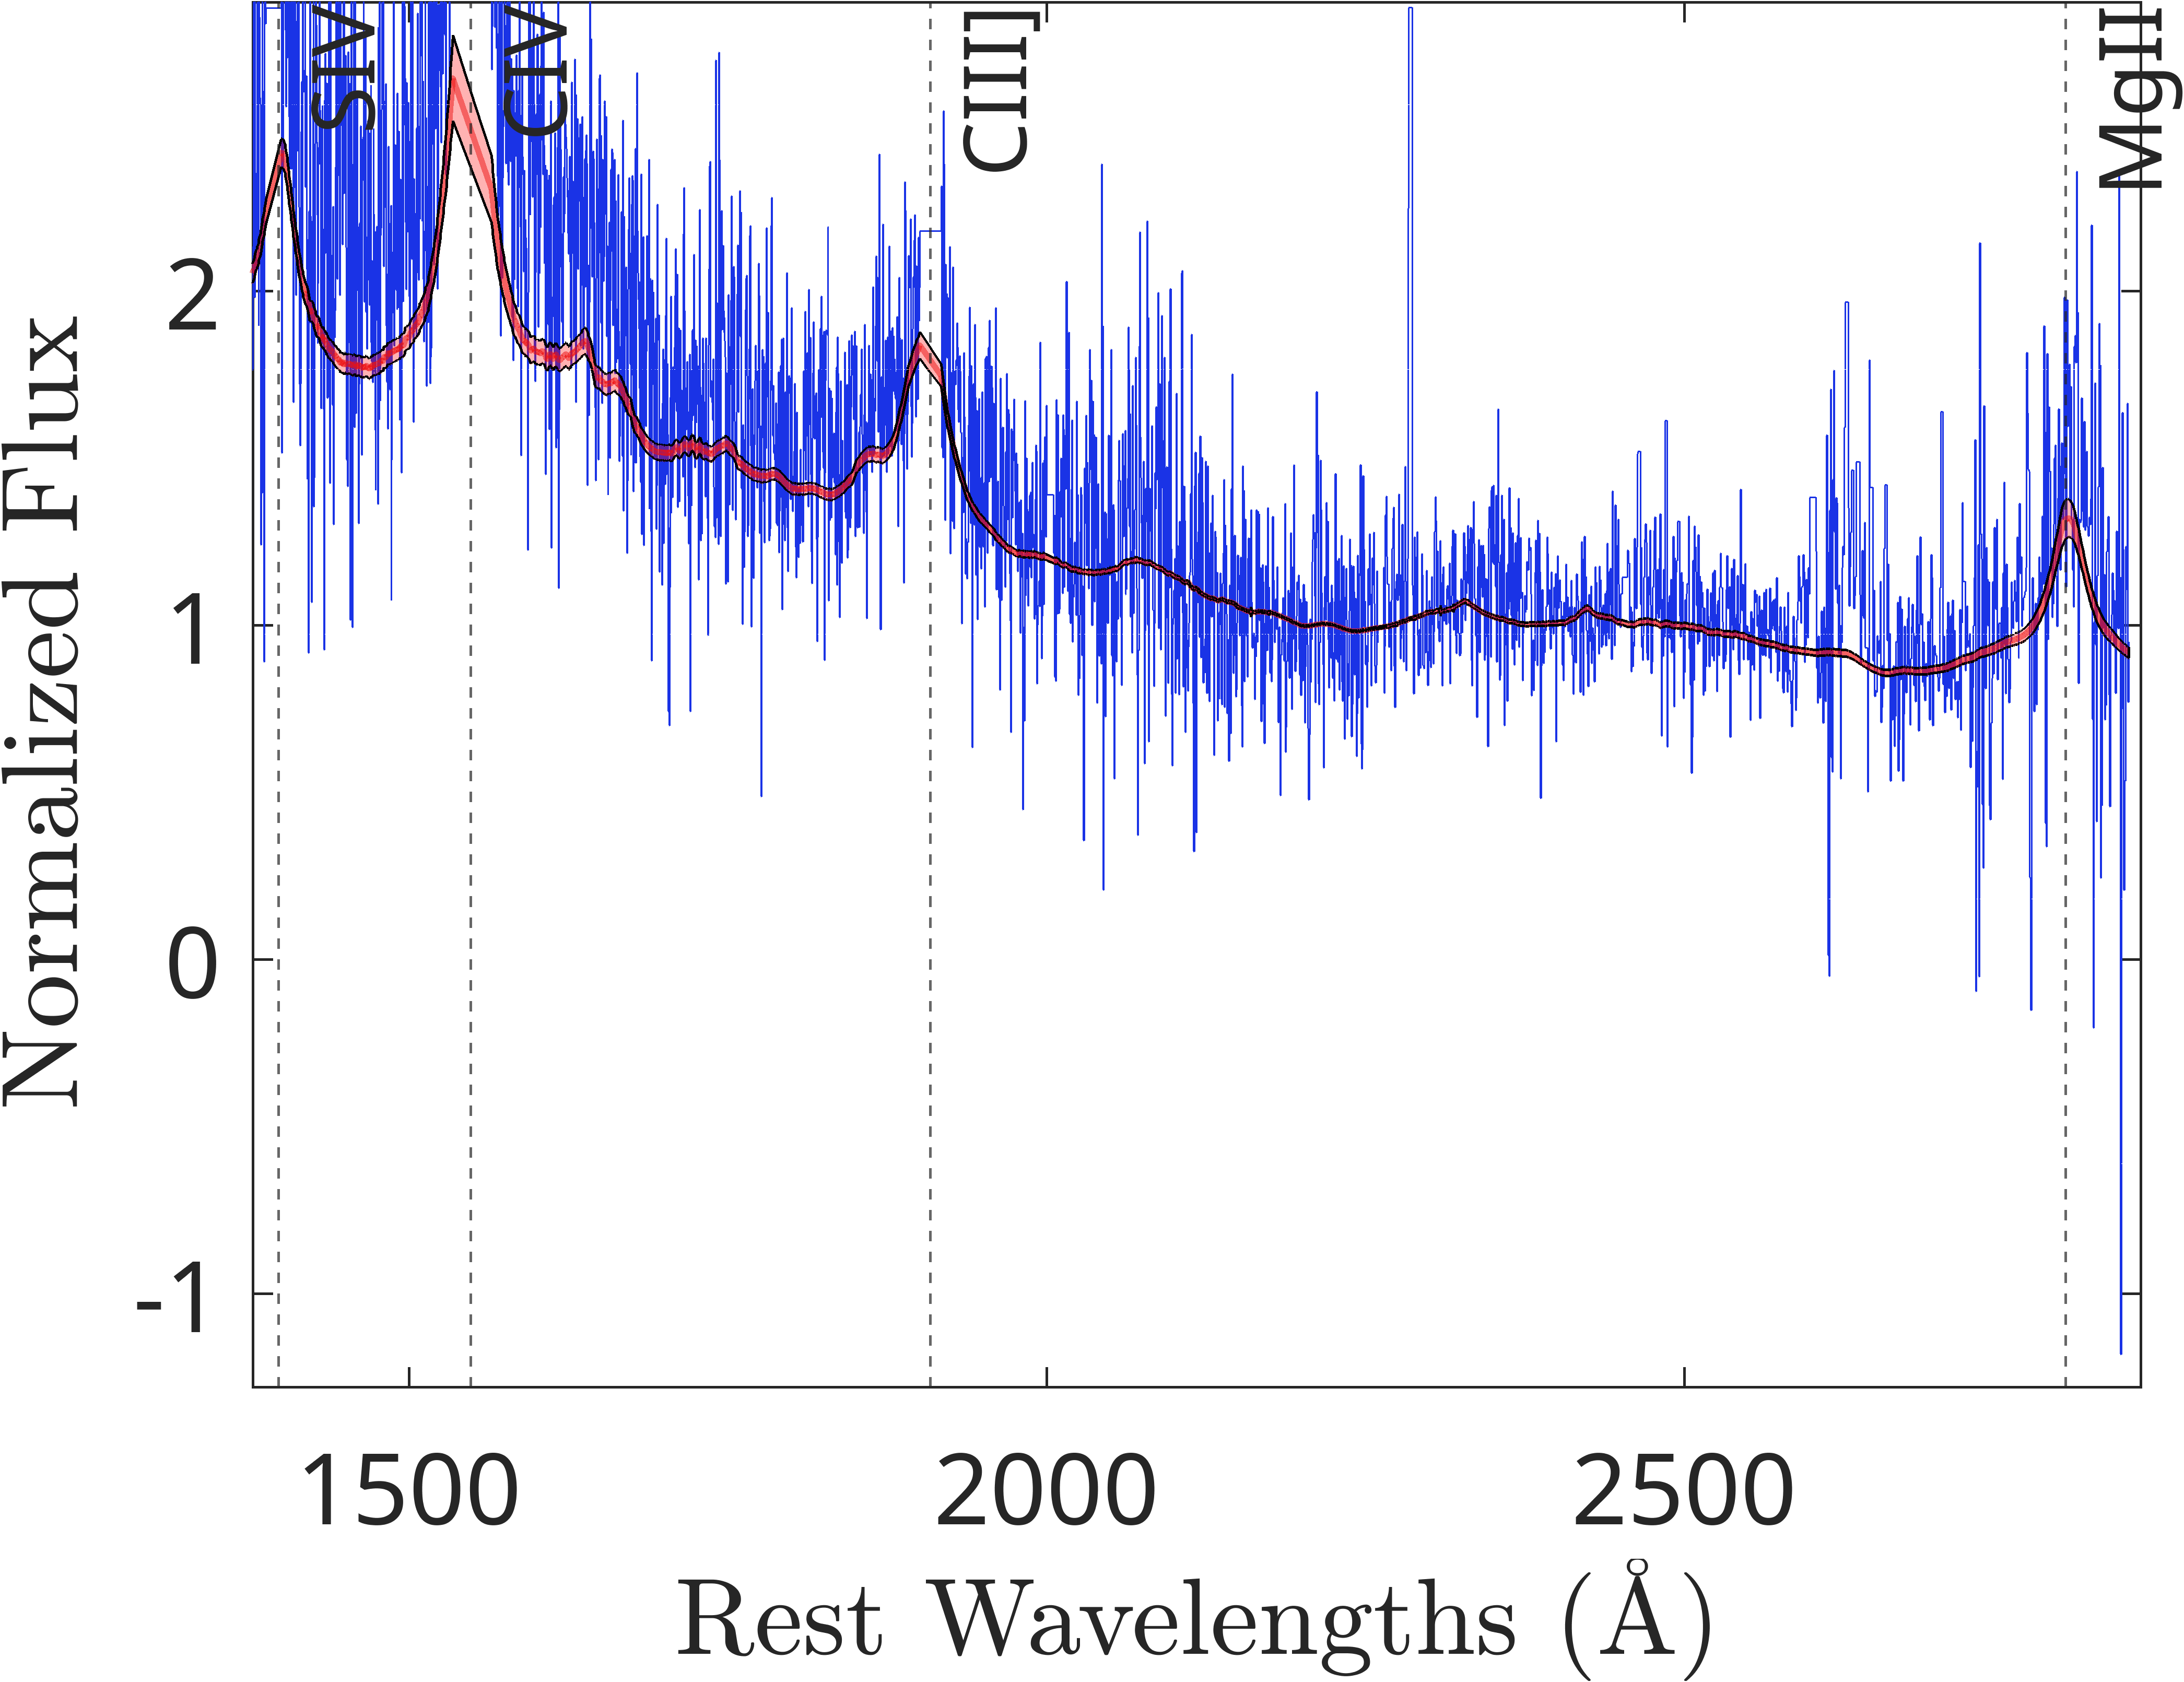 SIIV
CIV
CIII]
MgII
2
1
0
-1
Normalized Flux
1500
2000
2500
Rest Wavelengths (Å)